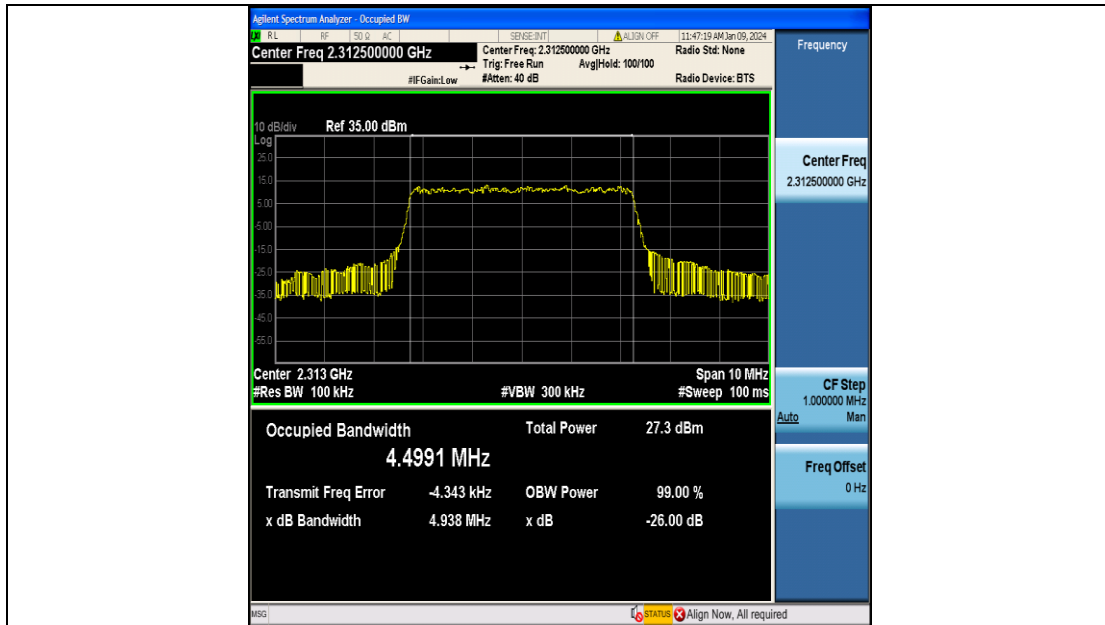 Agilent Spectrum Analyzer - Occupied BW
RL RF 50 Ω AC SENSE:INT ALIGN OFF 11:47:19 AM Jan 09, 2024
Center Freq 2.312500000 GHz
Center Freq: 2.312500000 GHz
Radio Std: None
Trig: Free Run Avg|Hold: 100/100
#IFGain:Low
#Atten: 40 dB
Radio Device: BTS
10 dB/div Ref 35.00 dBm
Log
25.0
15.0
5.00
-5.00
-15.0
-25.0
-35.0
-45.0
-55.0
Center 2.313 GHz Span 10 MHz
#Res BW 100 kHz #VBW 300 kHz #Sweep 100 ms
Occupied Bandwidth Total Power 27.3 dBm
4.4991 MHz
Transmit Freq Error -4.343 kHz OBW Power 99.00 %
x dB Bandwidth 4.938 MHz x dB -26.00 dB
Frequency
Center Freq
2.312500000 GHz
CF Step
1.000000 MHz
Auto Man
Freq Offset
0 Hz
MSG STATUS Align Now, All required